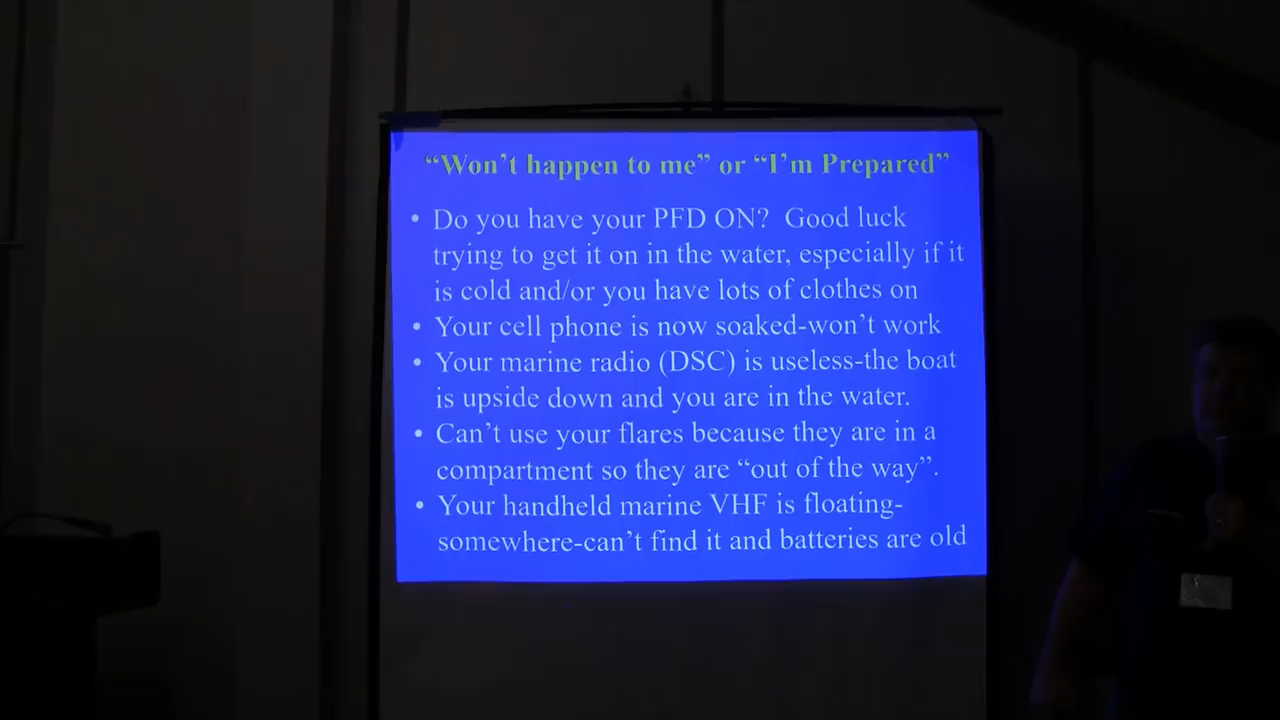 “Won’t happen to me” or “I’m Prepared”
• Do you have your PFD ON?  Good luck
trying to get it on in the water, especially if it
is cold and/or you have lots of clothes on
• Your cell phone is now soaked-won’t work
• Your marine radio (DSC) is useless-the boat
is upside down and you are in the water.
• Can’t use your flares because they are in a
compartment so they are “out of the way”.
• Your handheld marine VHF is floating-
somewhere-can’t find it and batteries are old